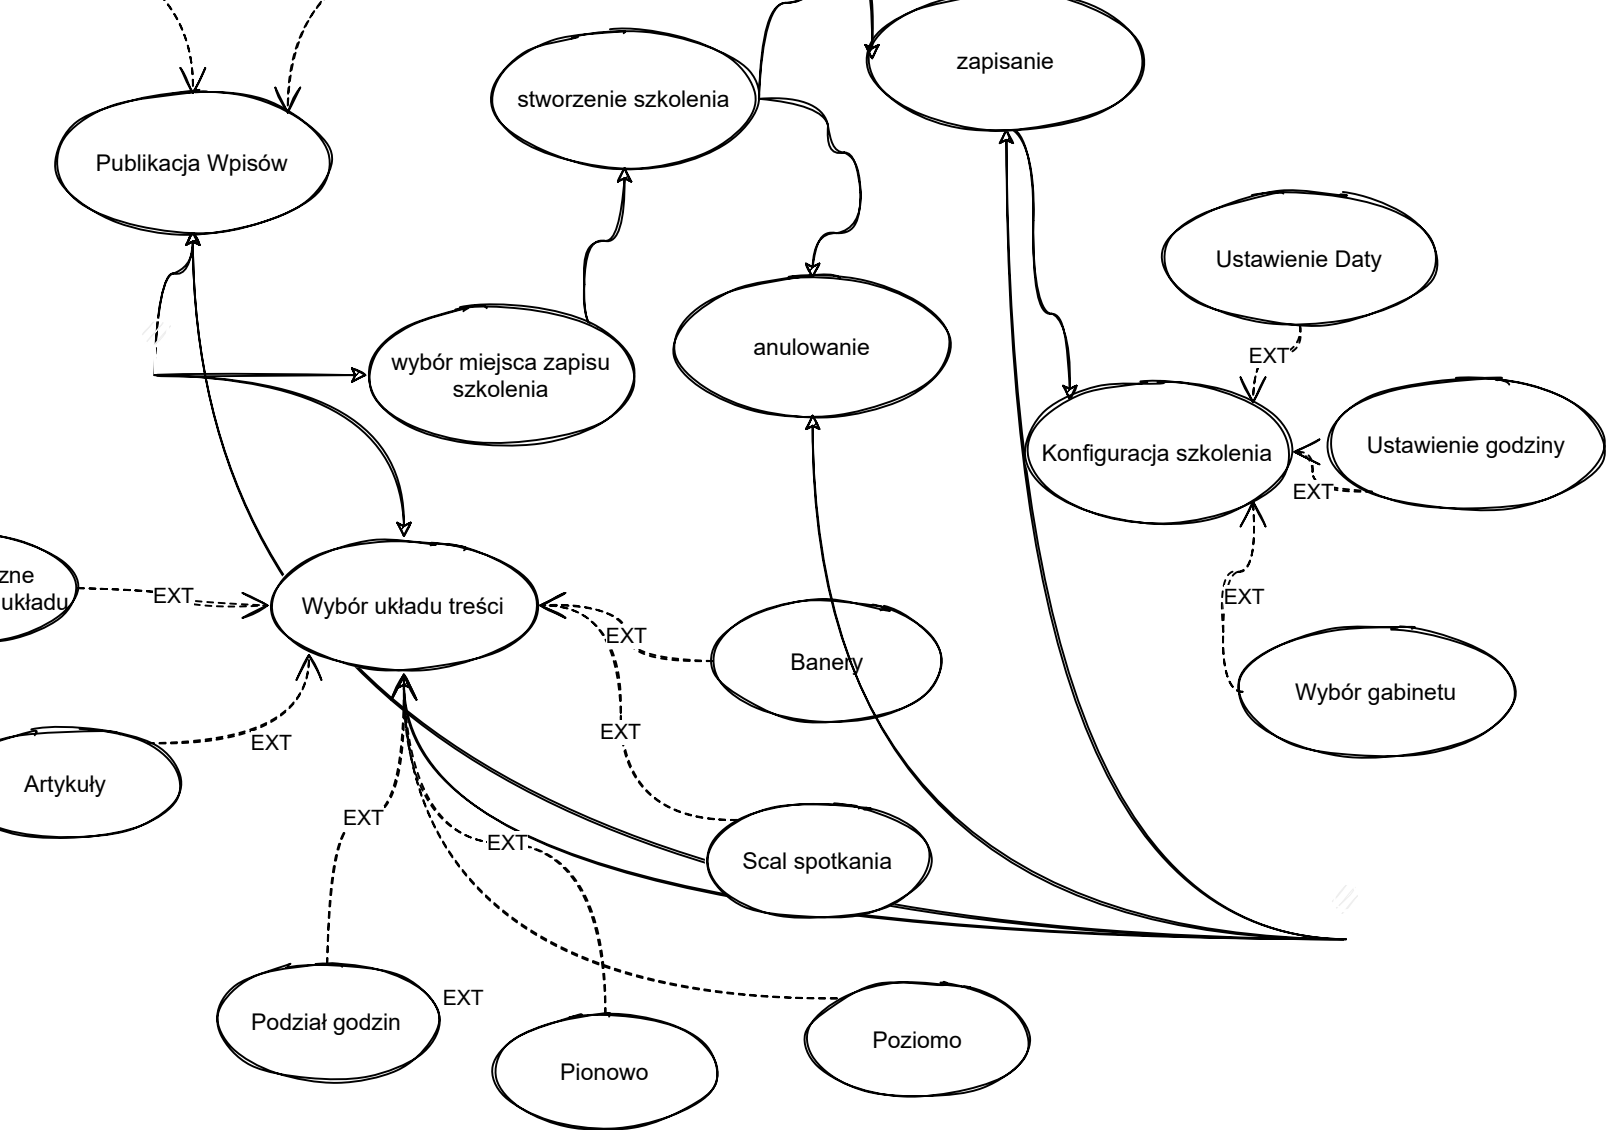 zapisanie
stworzenie szkolenia
Publikacja Wpisów
Ustawienie Daty
anulowanie
EXT
wybór miejsca zapisu
szkolenia
Konfiguracja szkolenia
Ustawienie godziny
EXT
zne
układu
EXT
Wybór układu treści
EXT
EXT
Banery
Wybór gabinetu
EXT
EXT
Artykuły
EXT
EXT
Scal spotkania
EXT
Podział godzin
Poziomo
Pionowo